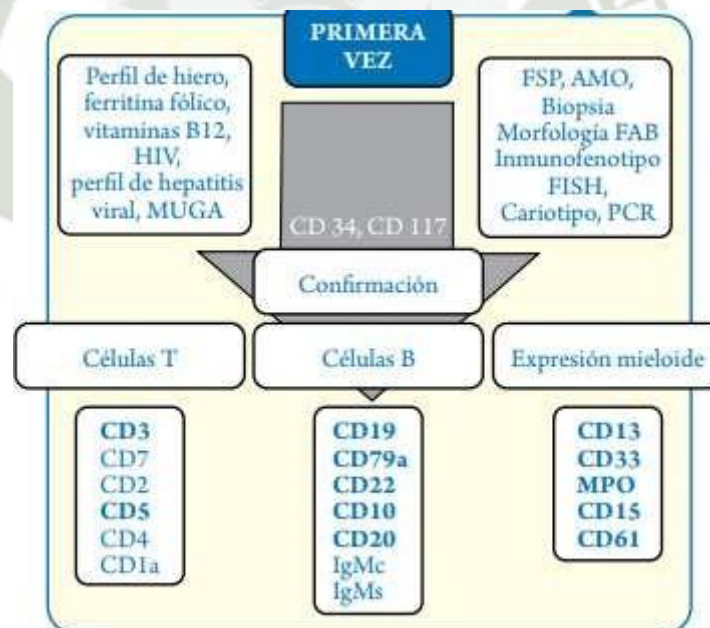 PRIMERA
VEZ
Perfil de hiero,
ferritina fólico,
vitaminas B12,
HIV,
perfil de hepatitis
viral, MUGA
FSP, AMO,
Biopsia
Morfología FAB
Inmunofenotipo
FISH,
Cariotipo, PCR
CD 34, CD 117
Confirmación
Células T
Células B
Expresión mieloide
CD3
CD7
CD2
CD5
CD4
CD1a
CD19
CD79a
CD22
CD10
CD20
IgMc
IgMs
CD13
CD33
MPO
CD15
CD61